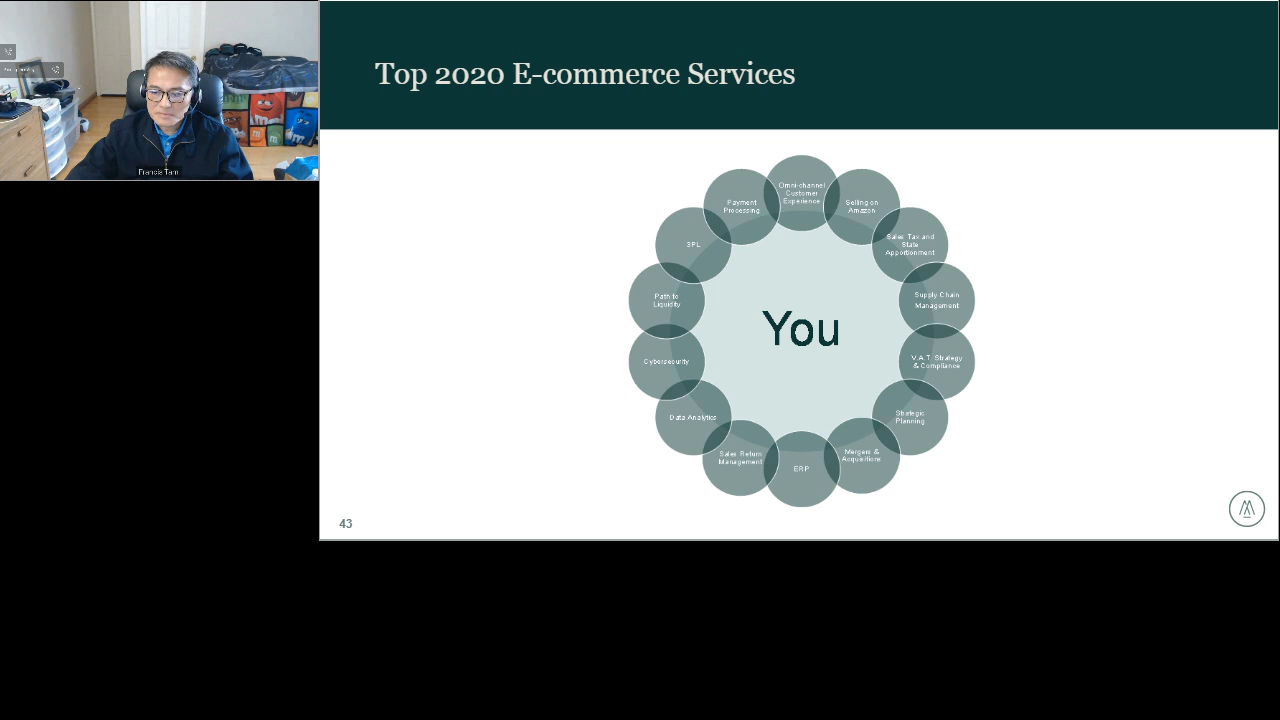 Top 2020 E-commerce Services
Francis Tam
Omni-channel
Customer
Experience
Selling on
Amazon
Sales Tax and
State
Apportionment
Supply Chain
Management
V.A.T. Strategy
& Compliance
Strategic
Planning
Mergers &
Acquisitions
ERP
Sales Return
Management
Data Analytics
Cybersecurity
Path to
Liquidity
3PL
Payment
Processing
You
43